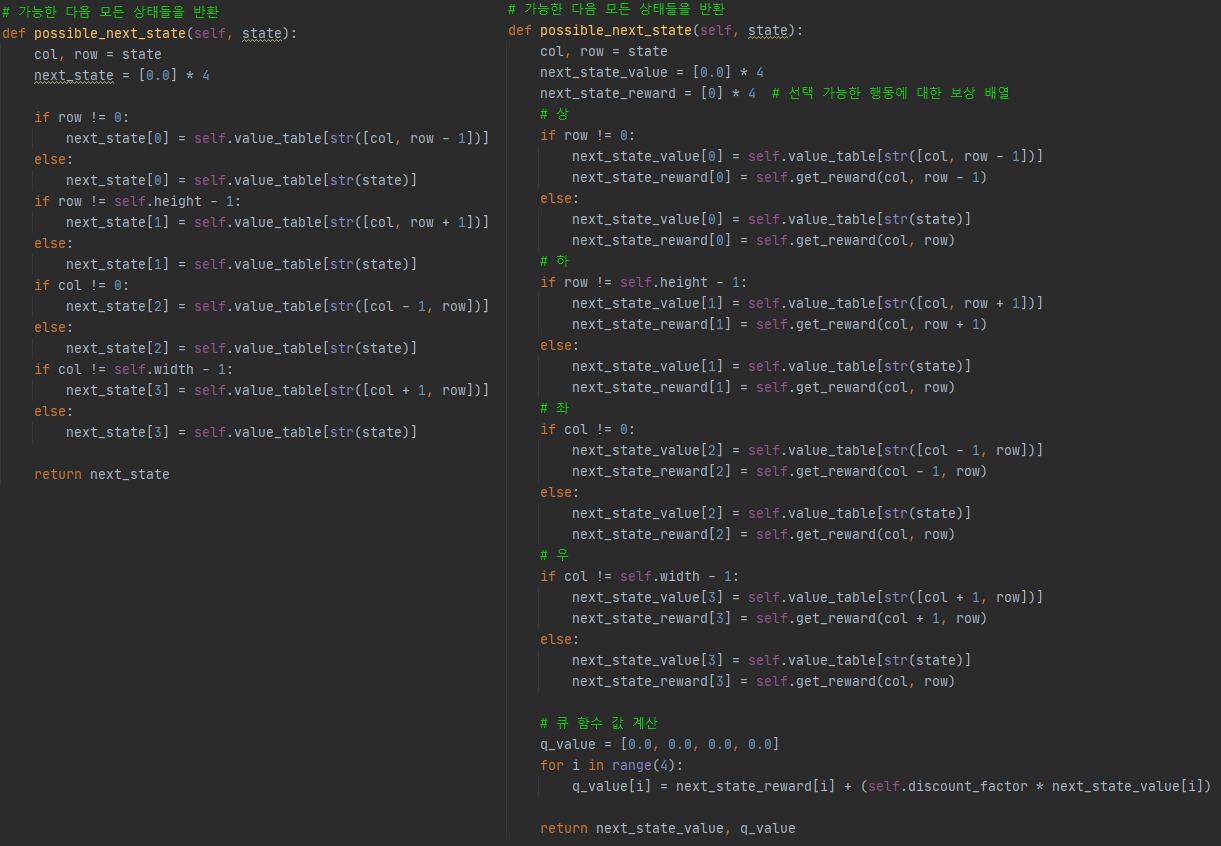 # 가능한 다음 모든 상태들을 반환
def possible_next_state(self, state):
    col, row = state
    next_state = [0.0] * 4

    if row != 0:
        next_state[0] = self.value_table[str([col, row - 1])]
    else:
        next_state[0] = self.value_table[str(state)]
    if row != self.height - 1:
        next_state[1] = self.value_table[str([col, row + 1])]
    else:
        next_state[1] = self.value_table[str(state)]
    if col != 0:
        next_state[2] = self.value_table[str([col - 1, row])]
    else:
        next_state[2] = self.value_table[str(state)]
    if col != self.width - 1:
        next_state[3] = self.value_table[str([col + 1, row])]
    else:
        next_state[3] = self.value_table[str(state)]

    return next_state

# 가능한 다음 모든 상태들을 반환
def possible_next_state(self, state):
    col, row = state
    next_state_value = [0.0] * 4
    next_state_reward = [0] * 4  # 선택 가능한 행동에 대한 보상 배열
    # 상
    if row != 0:
        next_state_value[0] = self.value_table[str([col, row - 1])]
        next_state_reward[0] = self.get_reward(col, row - 1)
    else:
        next_state_value[0] = self.value_table[str(state)]
        next_state_reward[0] = self.get_reward(col, row)
    # 하
    if row != self.height - 1:
        next_state_value[1] = self.value_table[str([col, row + 1])]
        next_state_reward[1] = self.get_reward(col, row + 1)
    else:
        next_state_value[1] = self.value_table[str(state)]
        next_state_reward[1] = self.get_reward(col, row)
    # 좌
    if col != 0:
        next_state_value[2] = self.value_table[str([col - 1, row])]
        next_state_reward[2] = self.get_reward(col - 1, row)
    else:
        next_state_value[2] = self.value_table[str(state)]
        next_state_reward[2] = self.get_reward(col, row)
    # 우
    if col != self.width - 1:
        next_state_value[3] = self.value_table[str([col + 1, row])]
        next_state_reward[3] = self.get_reward(col + 1, row)
    else:
        next_state_value[3] = self.value_table[str(state)]
        next_state_reward[3] = self.get_reward(col, row)

    # 큐 함수 값 계산
    q_value = [0.0, 0.0, 0.0, 0.0]
    for i in range(4):
        q_value[i] = next_state_reward[i] + (self.discount_factor * next_state_value[i])

    return next_state_value, q_value